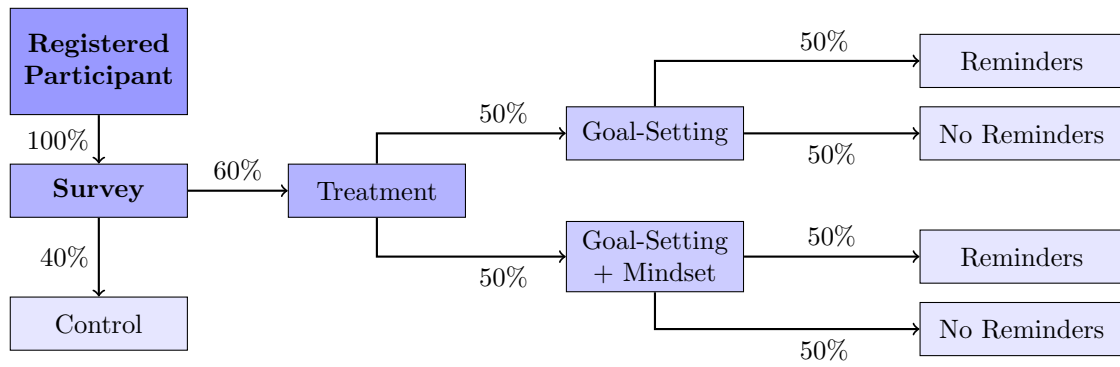 Registered
Participant
100%
Survey
40%
Control
60%
Treatment
50%
Goal-Setting
50%
Reminders
50%
No Reminders
50%
Goal-Setting
+ Mindset
50%
Reminders
50%
No Reminders